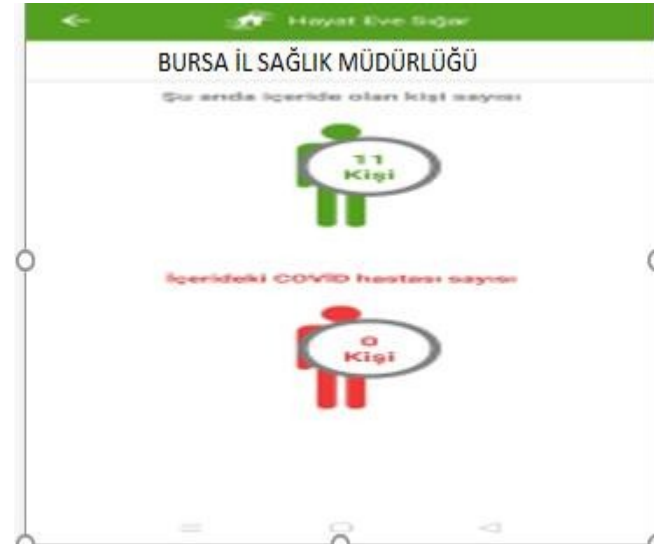 Hayat Eve Sığar
BURSA İL SAĞLIK MÜDÜRLÜĞÜ
Şu anda içeride olan kişi sayısı
11
Kişi
İçerideki COVİD hastası sayısı
0
Kişi